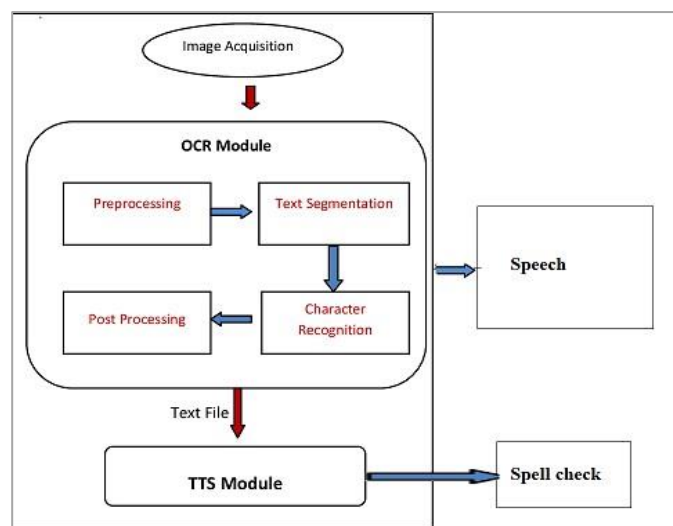 Image Acquisition
OCR Module
Preprocessing
Text Segmentation
Character
Recognition
Post Processing
Text File
TTS Module
Speech
Spell check